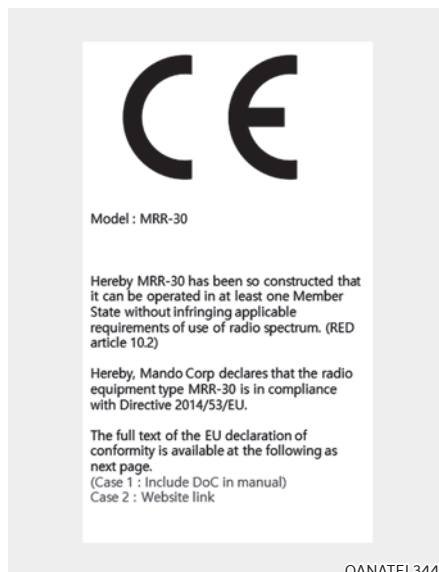 CE
Model : MRR-30
Hereby MRR-30 has been so constructed that
it can be operated in at least one Member
State without infringing applicable
requirements of use of radio spectrum. (RED
article 10.2)
Hereby, Mando Corp declares that the radio
equipment type MRR-30 is in compliance
with Directive 2014/53/EU.
The full text of the EU declaration of
conformity is available at the following as
next page.
(Case 1 : Include DoC in manual)
Case 2 : Website link
OANATEL344